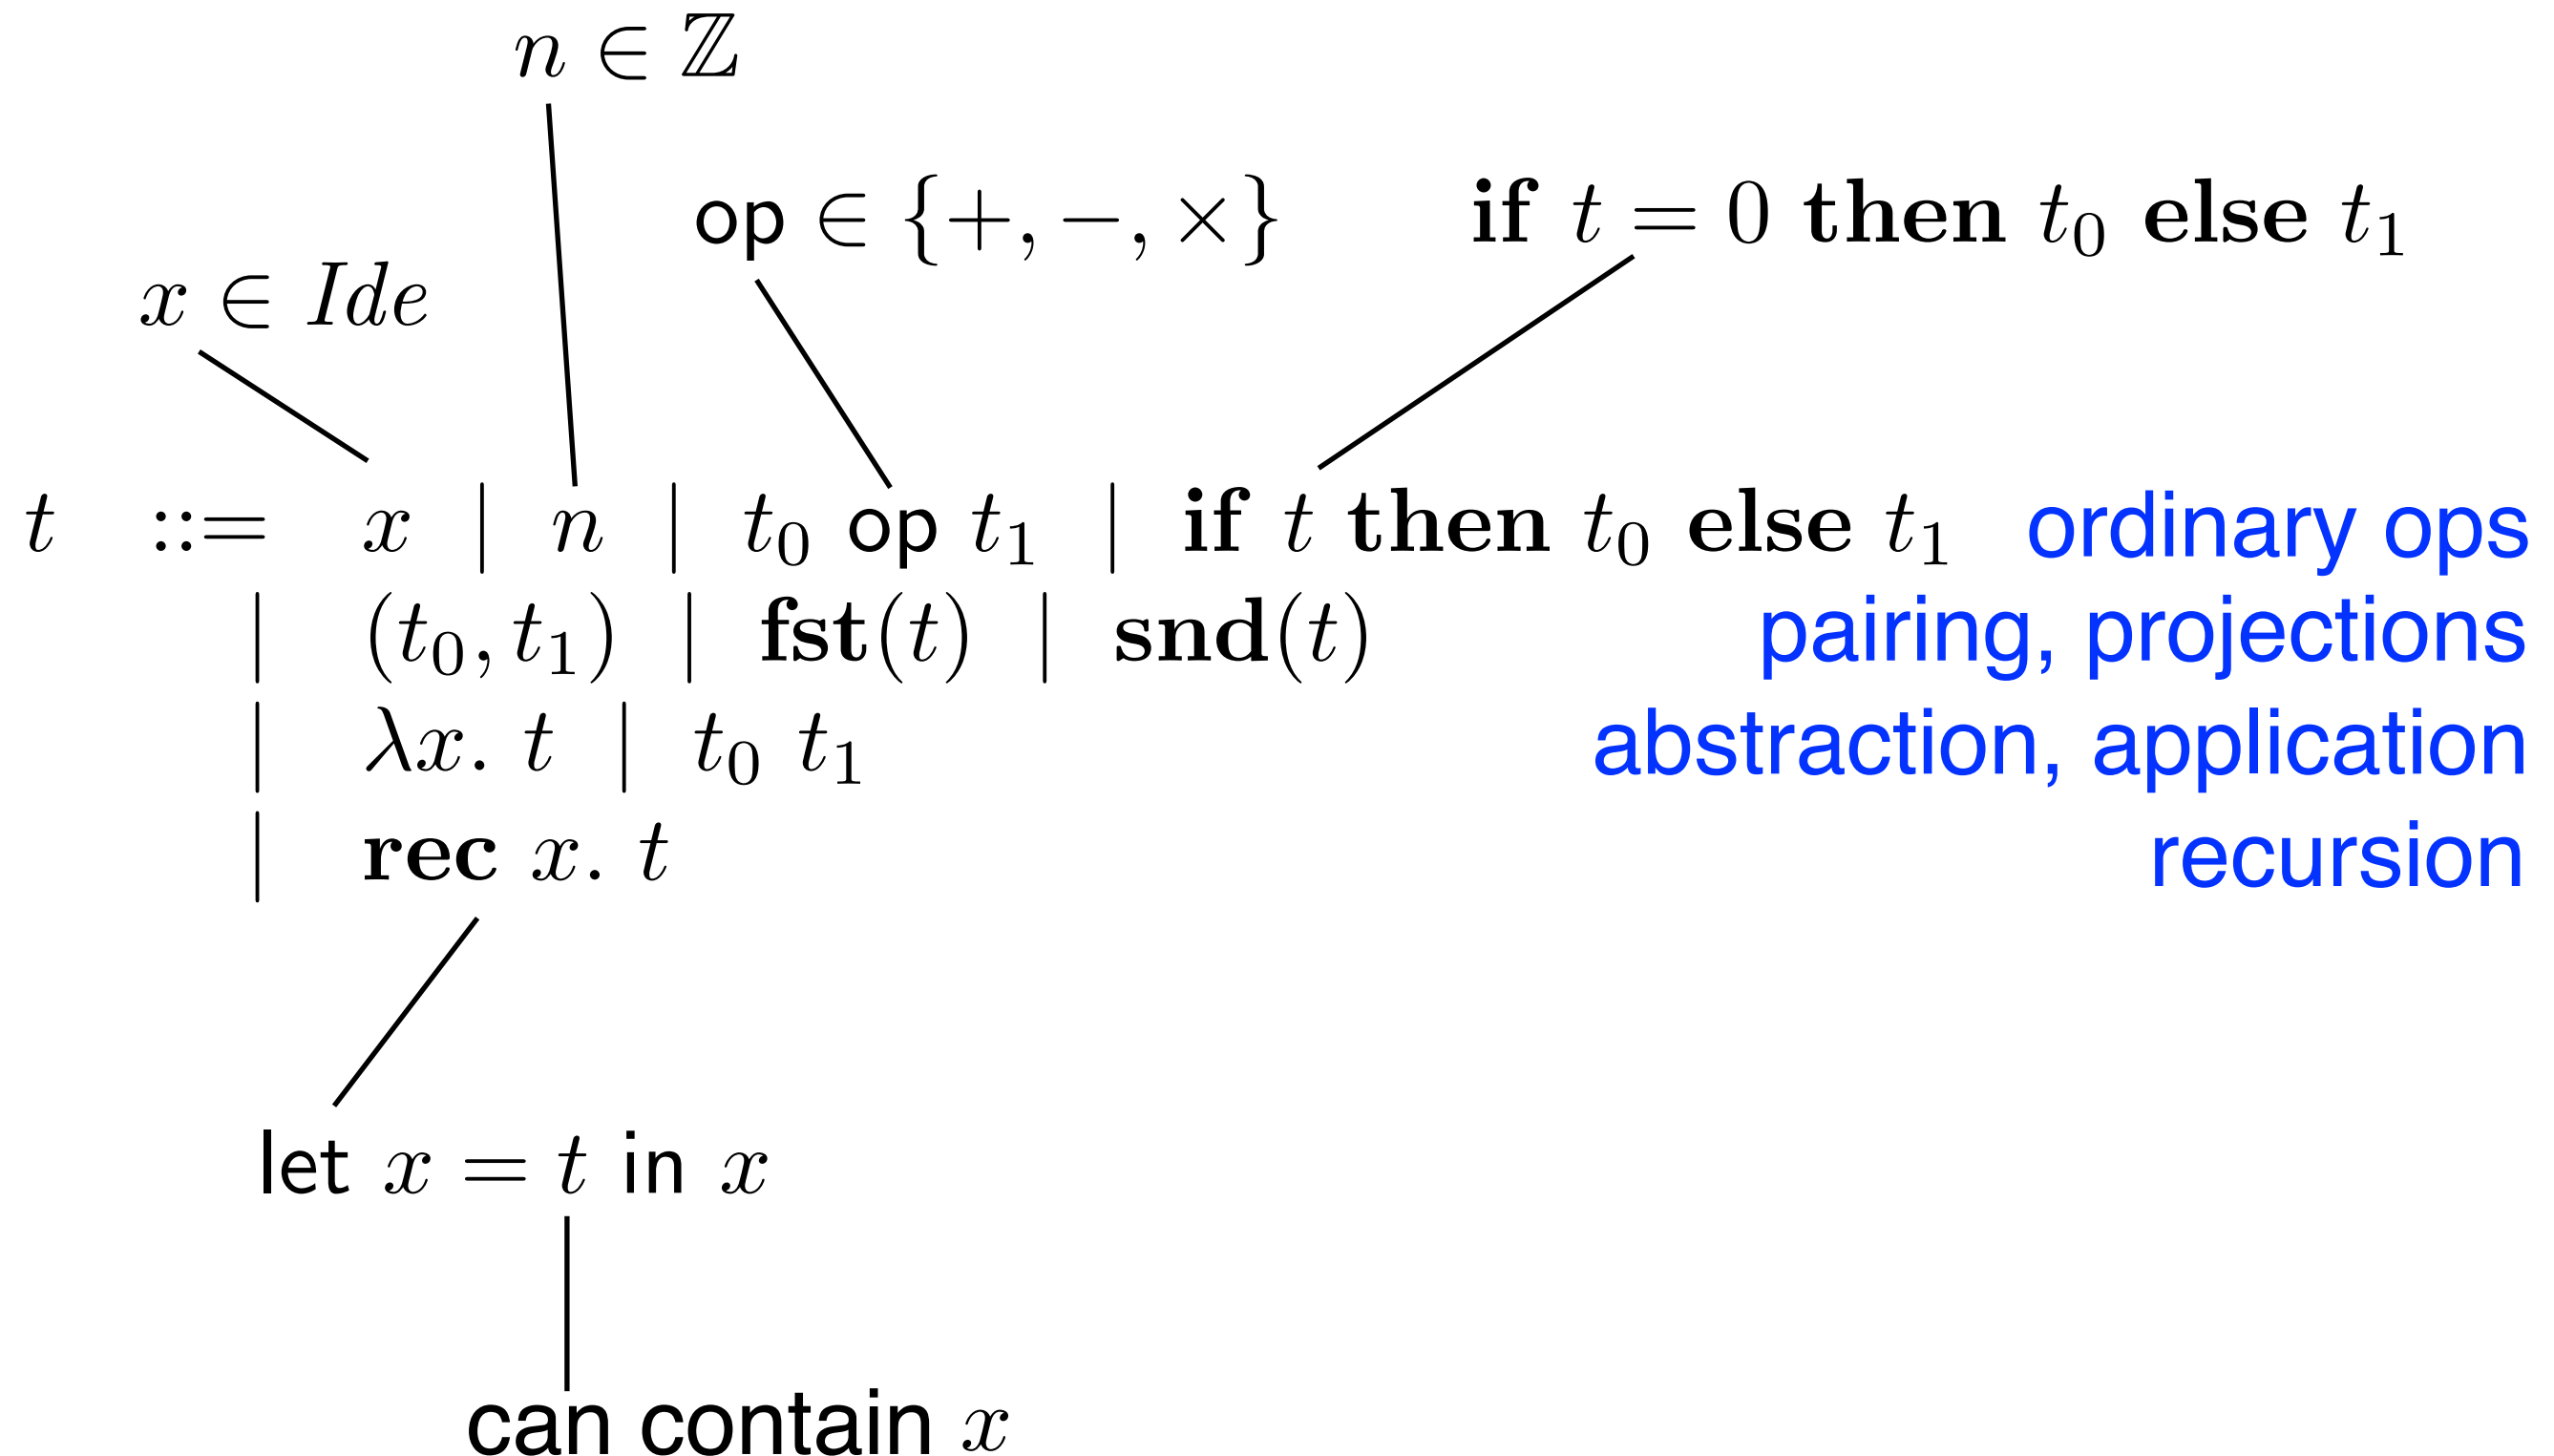 n ∈ ℤ
op ∈ {+, −, ×} if t = 0 then t₀ else t₁
x ∈ Ide
t ::= x | n | t₀ op t₁ | if t then t₀ else t₁ ordinary ops
| (t₀, t₁) | fst(t) | snd(t) pairing, projections
| λx. t | t₀ t₁ abstraction, application
| rec x. t recursion
let x = t in x
can contain x